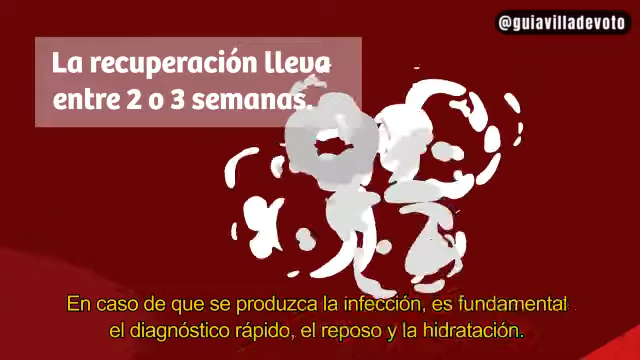 @guiavilladevoto
La recuperación lleva
entre 2 o 3 semanas.
En caso de que se produzca la infección, es fundamental
el diagnóstico rápido, el reposo y la hidratación.